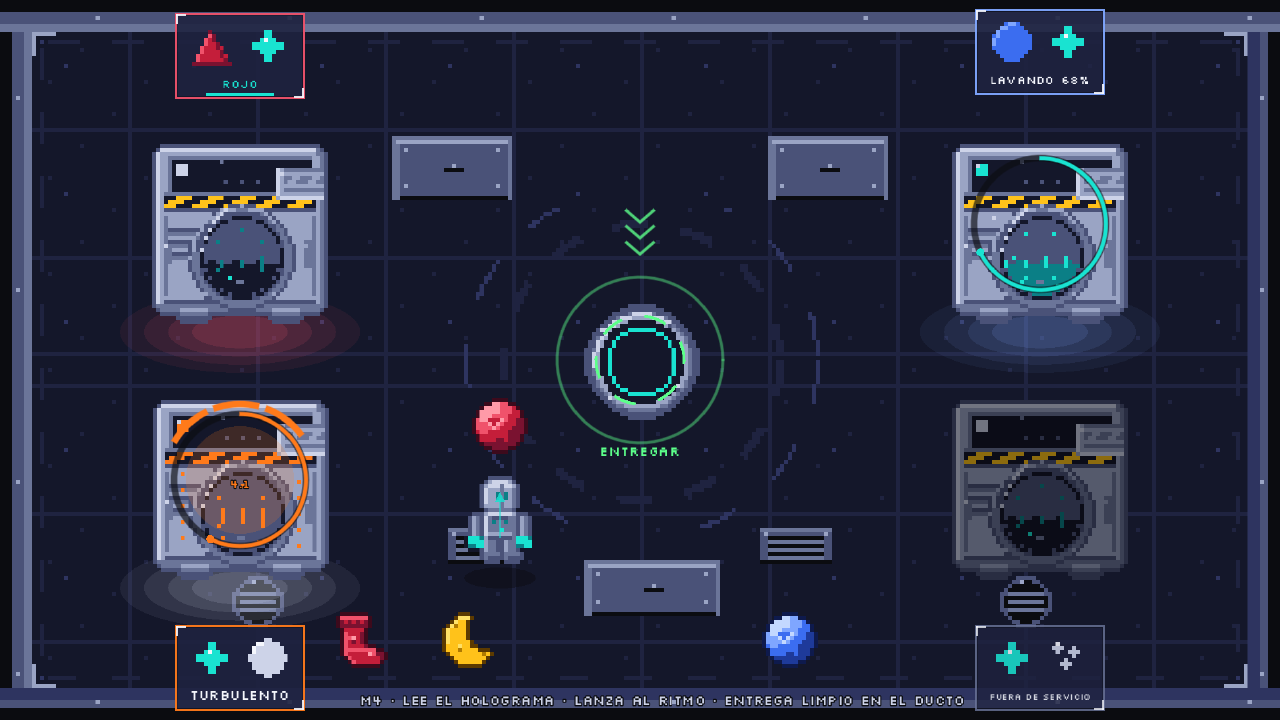 ROJO
LAVANDO 68%
ENTREGAR
4.1
TURBULENTO
M4 · LEE EL HOLOGRAMA · LANZA AL RITMO · ENTREGA LIMPIO EN EL DUCTO
FUERA DE SERVICIO